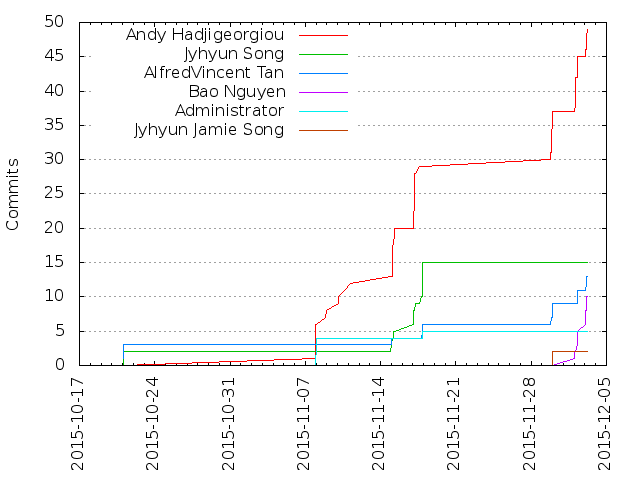 50
45
40
35
30
25
20
15
10
5
0
Commits
Andy Hadjigeorgiou
Jyhyun Song
AlfredVincent Tan
Bao Nguyen
Administrator
Jyhyun Jamie Song
2015-10-17
2015-10-24
2015-10-31
2015-11-07
2015-11-14
2015-11-21
2015-11-28
2015-12-05